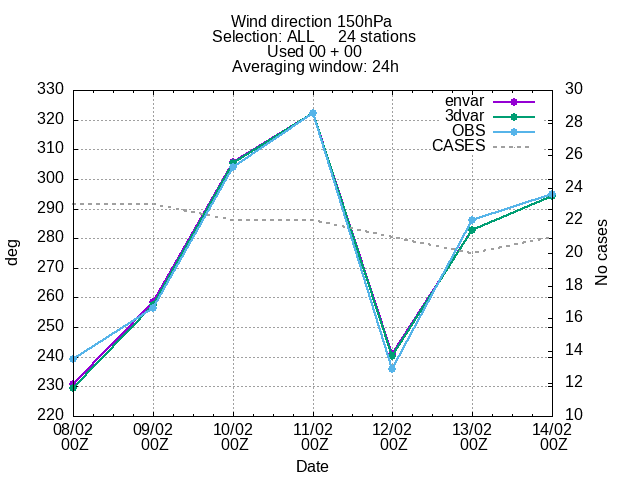 Wind direction 150hPa
Selection: ALL 24 stations
Used 00 + 00
Averaging window: 24h
330
320
310
300
290
280
270
260
250
240
230
220
deg
30
28
26
24
22
20
18
16
14
12
10
No cases
envar
3dvar
OBS
CASES
08/02 09/02 10/02 11/02 12/02 13/02 14/02
00Z 00Z 00Z 00Z 00Z 00Z 00Z
Date